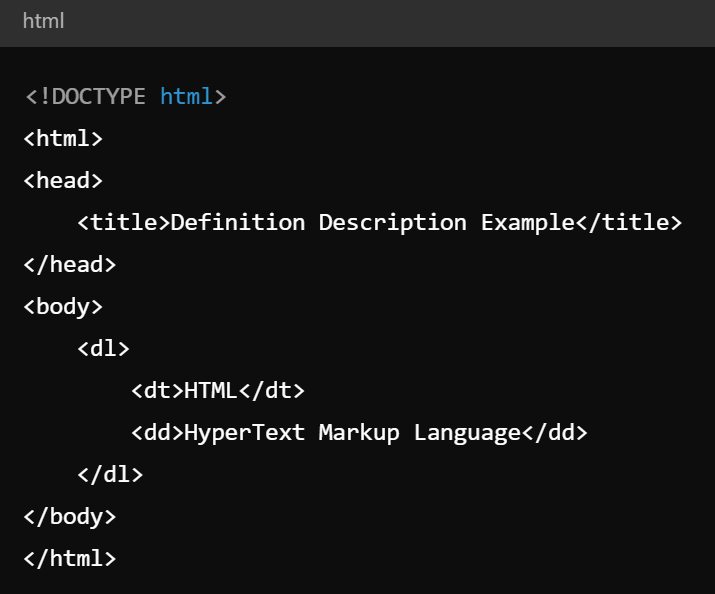 html
<!DOCTYPE html>
<html>
<head>
    <title>Definition Description Example</title>
</head>
<body>
    <dl>
        <dt>HTML</dt>
        <dd>HyperText Markup Language</dd>
    </dl>
</body>
</html>